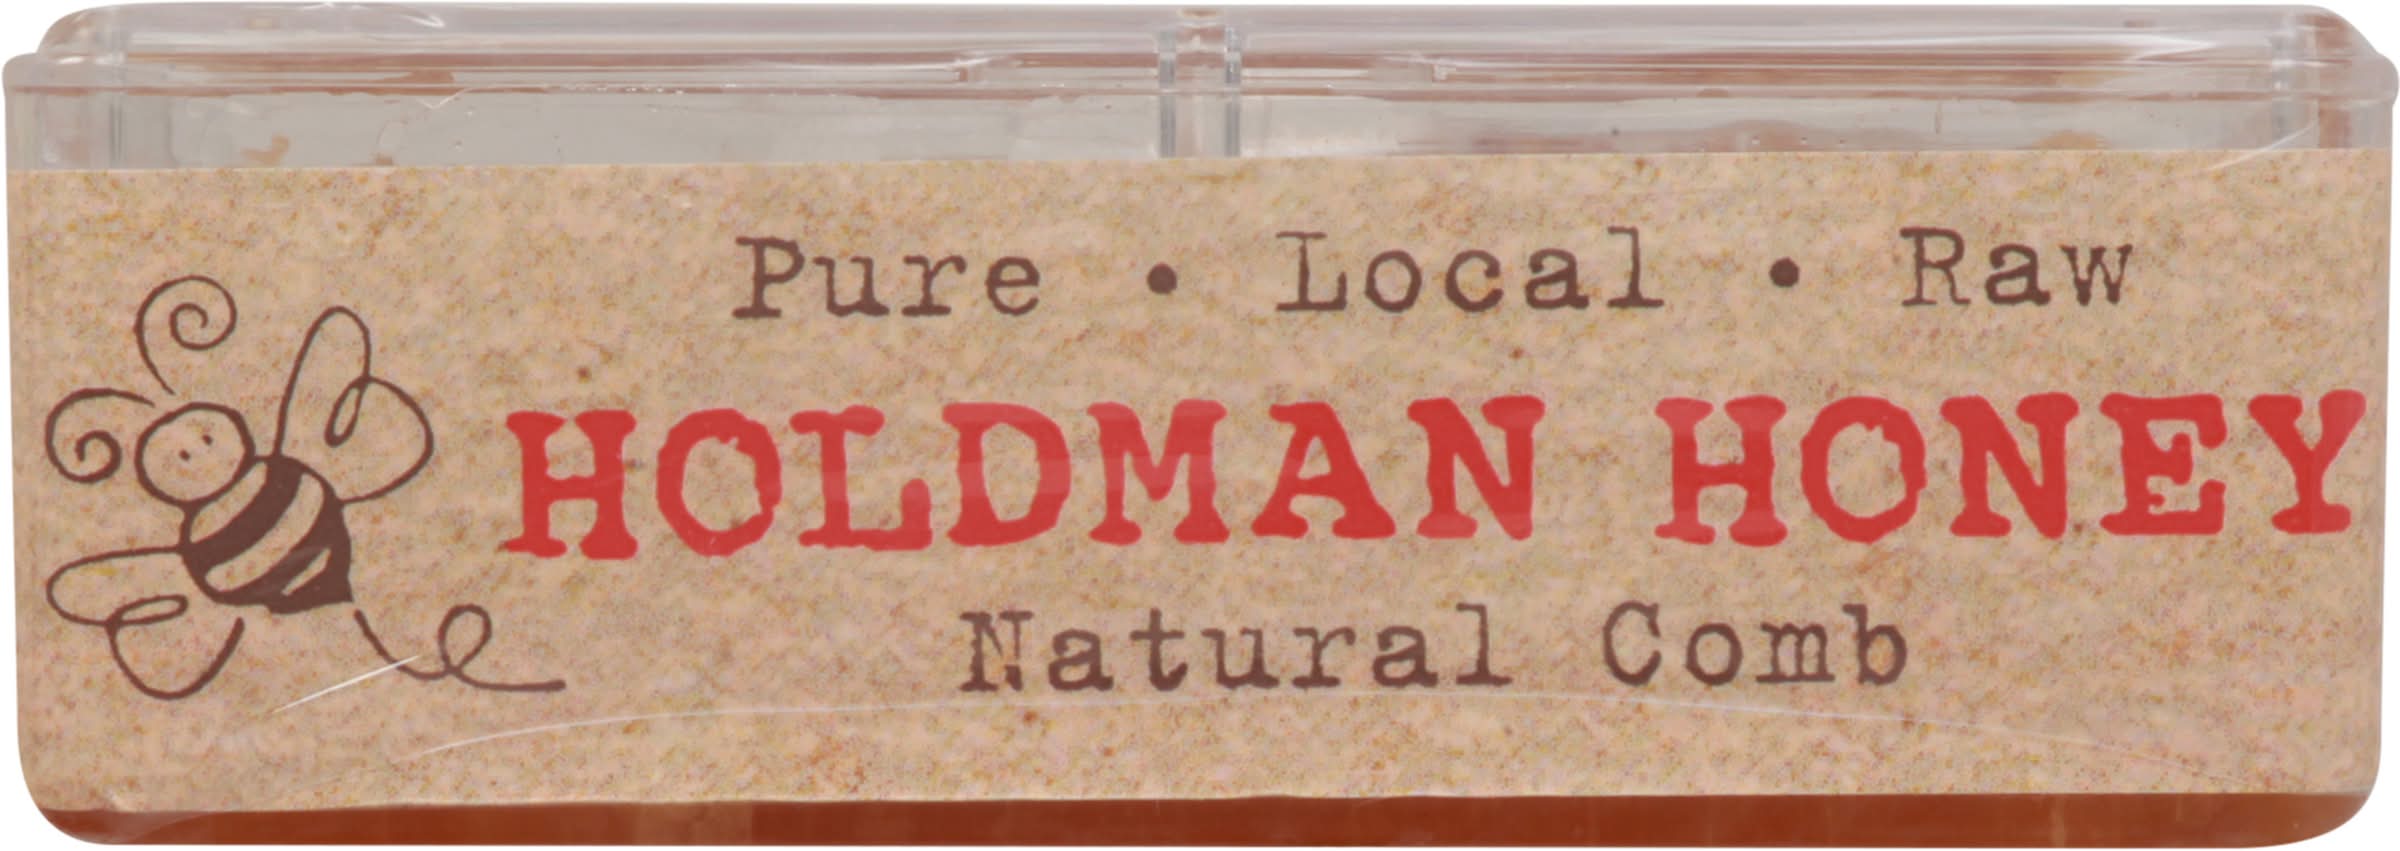 Pure • Local • Raw
HOLDMAN HONEY
Natural Comb